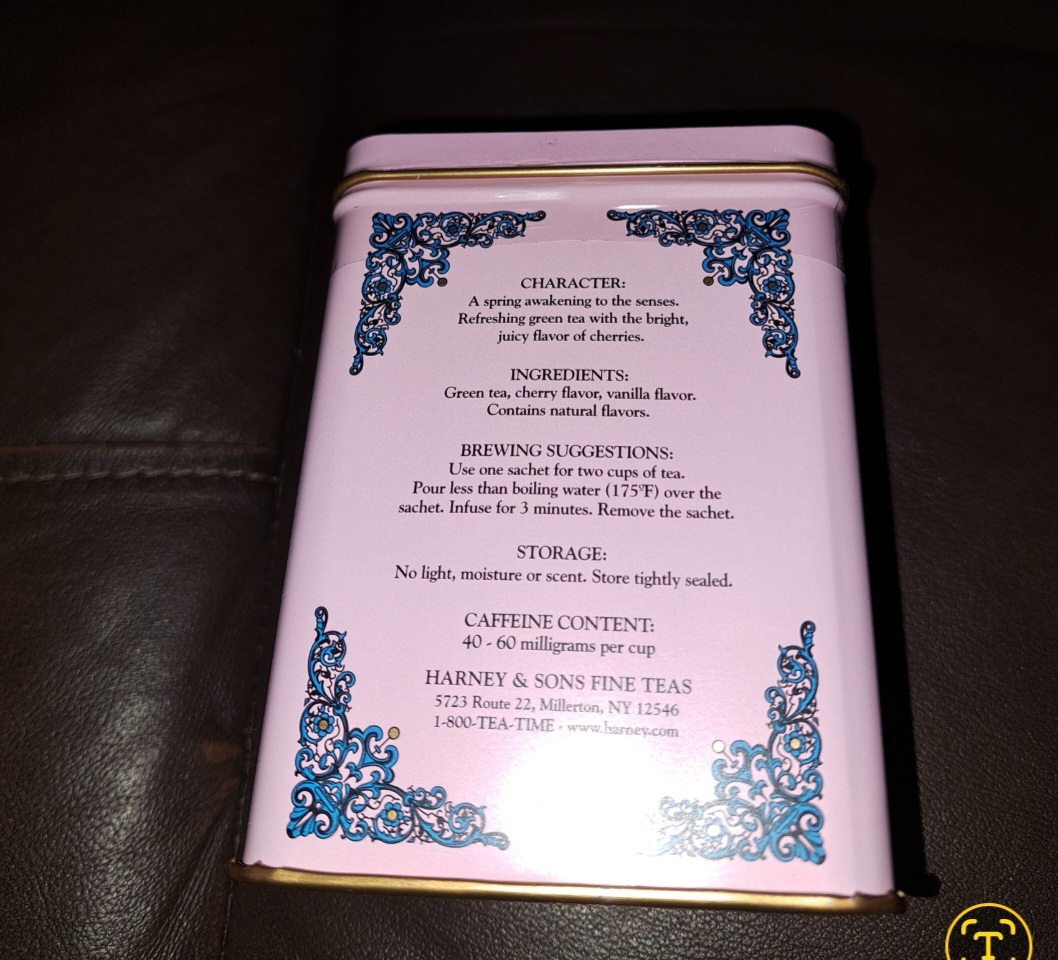 CHARACTER:
A spring awakening to the senses.
Refreshing green tea with the bright,
juicy flavor of cherries.
INGREDIENTS:
Green tea, cherry flavor, vanilla flavor.
Contains natural flavors.
BREWING SUGGESTIONS:
Use one sachet for two cups of tea.
Pour less than boiling water (175ºF) over the
sachet. Infuse for 3 minutes. Remove the sachet.
STORAGE:
No light, moisture or scent. Store tightly sealed.
CAFFEINE CONTENT:
40 - 60 milligrams per cup
HARNEY & SONS FINE TEAS
5723 Route 22, Millerton, NY 12546
1-800-TEA-TIME • www.harney.com
T